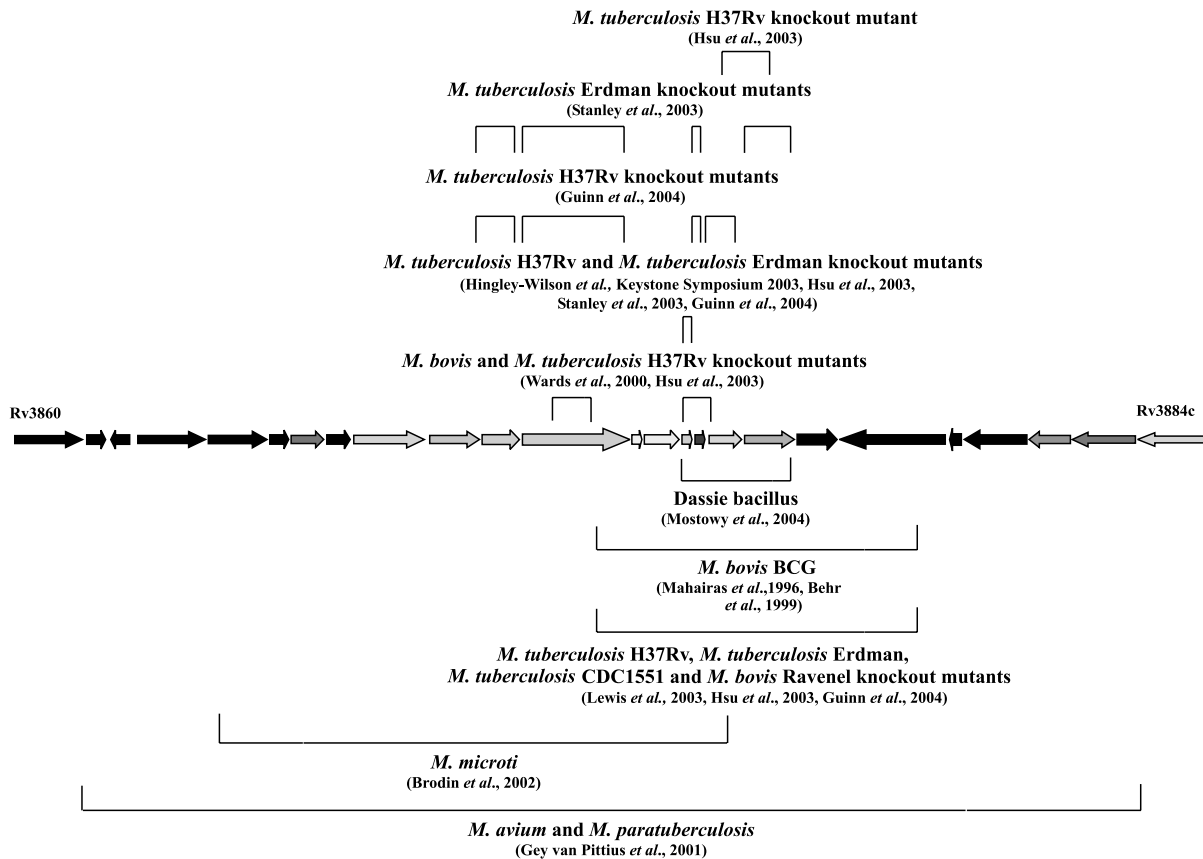 M. tuberculosis H37Rv knockout mutant
(Hsu et al., 2003)
M. tuberculosis Erdman knockout mutants
(Stanley et al., 2003)
M. tuberculosis H37Rv knockout mutants
(Guinn et al., 2004)
M. tuberculosis H37Rv and M. tuberculosis Erdman knockout mutants
(Hingley-Wilson et al., Keystone Symposium 2003, Hsu et al., 2003,
Stanley et al., 2003, Guinn et al., 2004)
M. bovis and M. tuberculosis H37Rv knockout mutants
(Wards et al., 2000, Hsu et al., 2003)
Rv3860
Rv3884c
Dassie bacillus
(Mostowy et al., 2004)
M. bovis BCG
(Mahairas et al.,1996, Behr
et al., 1999)
M. tuberculosis H37Rv, M. tuberculosis Erdman,
M. tuberculosis CDC1551 and M. bovis Ravenel knockout mutants
(Lewis et al., 2003, Hsu et al., 2003, Guinn et al., 2004)
M. microti
(Brodin et al., 2002)
M. avium and M. paratuberculosis
(Gey van Pittius et al., 2001)